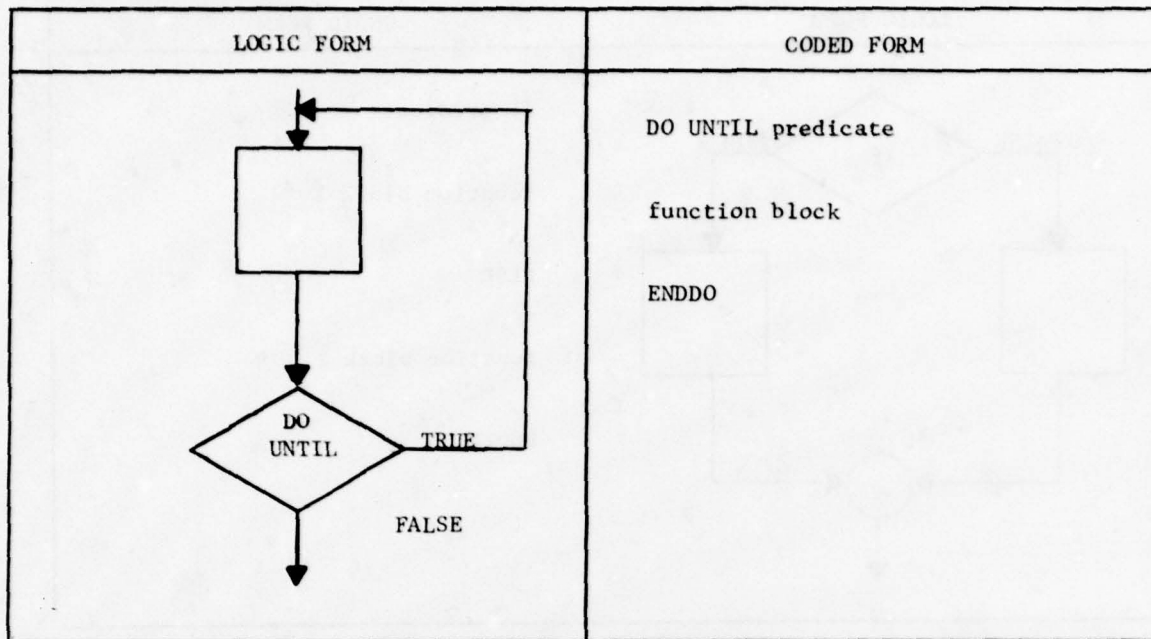 LOGIC FORM
CODED FORM
DO UNTIL predicate
function block
ENDDO
DO
UNTIL
TRUE
FALSE